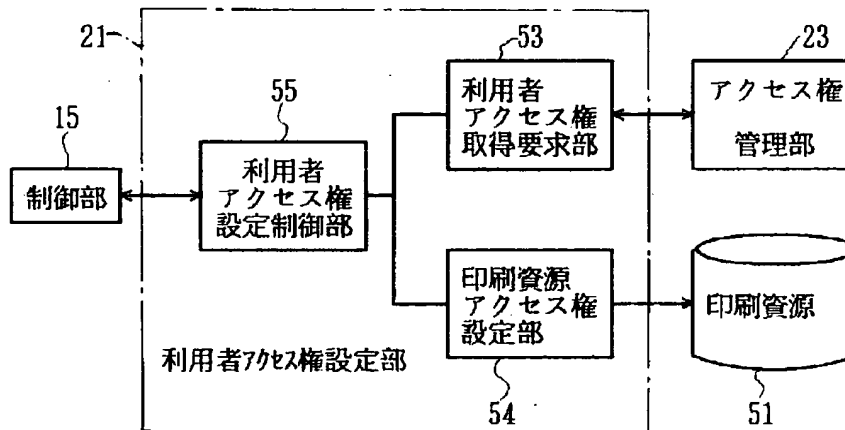 21
53
23
利用者
アクセス権
取得要求部
アクセス権
管理部
55
15
利用者
アクセス権
設定制御部
制御部
印刷資源
アクセス権
設定部
印刷資源
利用者アクセス権設定部
54
51